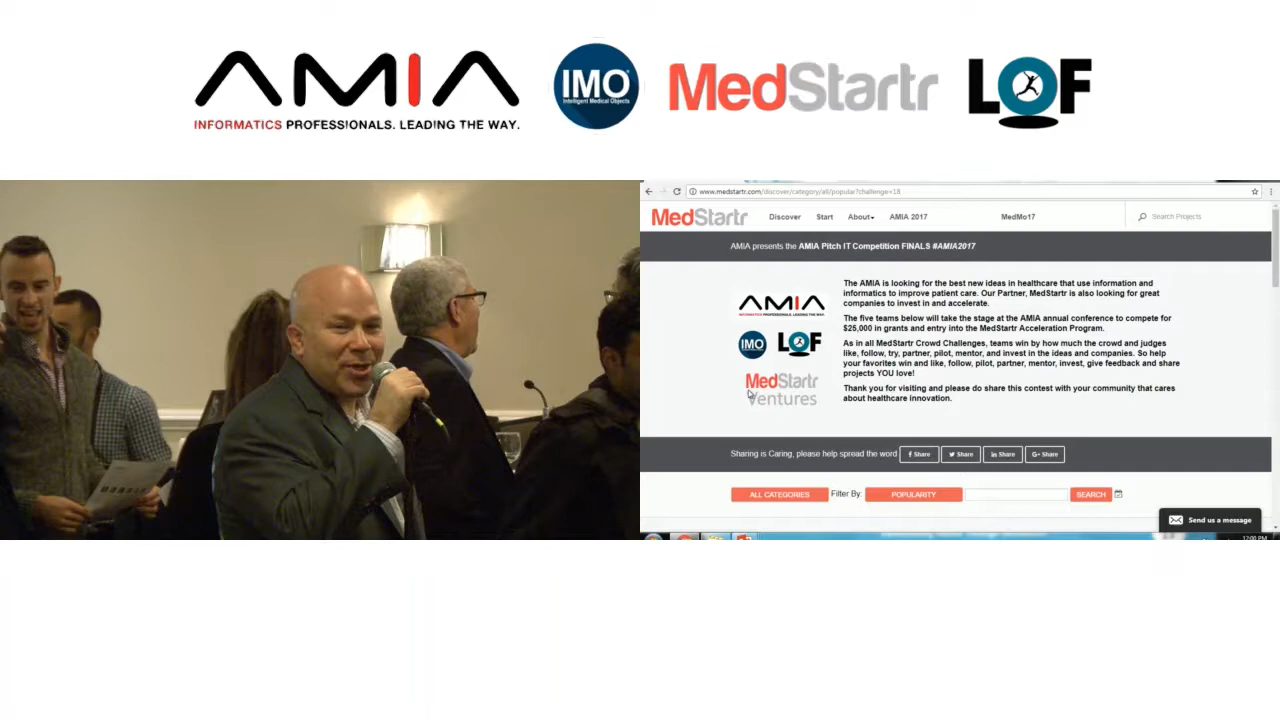 AMIA
INFORMATICS PROFESSIONALS. LEADING THE WAY.
IMO
Intelligent Medical Objects
MedStartr
LOF
www.medstartr.com/discover/category/all/popular?challenge=18
MedStartr
Discover
Start
About
AMIA 2017
MedMo17
Search Projects
AMIA presents the AMIA Pitch IT Competition FINALS #AMIA2017
AMIA
INFORMATICS PROFESSIONALS. LEADING THE WAY.
IMO
LOF
MedStartr
Ventures
The AMIA is looking for the best new ideas in healthcare that use information and
informatics to improve patient care. Our Partner, MedStartr is also looking for great
companies to invest in and accelerate.
The five teams below will take the stage at the AMIA annual conference to compete for
$25,000 in grants and entry into the MedStartr Acceleration Program.
As in all MedStartr Crowd Challenges, teams win by how much the crowd and judges
like, follow, try, partner, pilot, mentor, and invest in the ideas and companies. So help
your favorites win and like, follow, pilot, partner, mentor, invest, give feedback and share
projects YOU love!
Thank you for visiting and please do share this contest with your community that cares
about healthcare innovation.
Sharing is Caring, please help spread the word
Share
Share
Share
G+ Share
ALL CATEGORIES
Filter By:
POPULARITY
SEARCH
Send us a message
12:00 PM